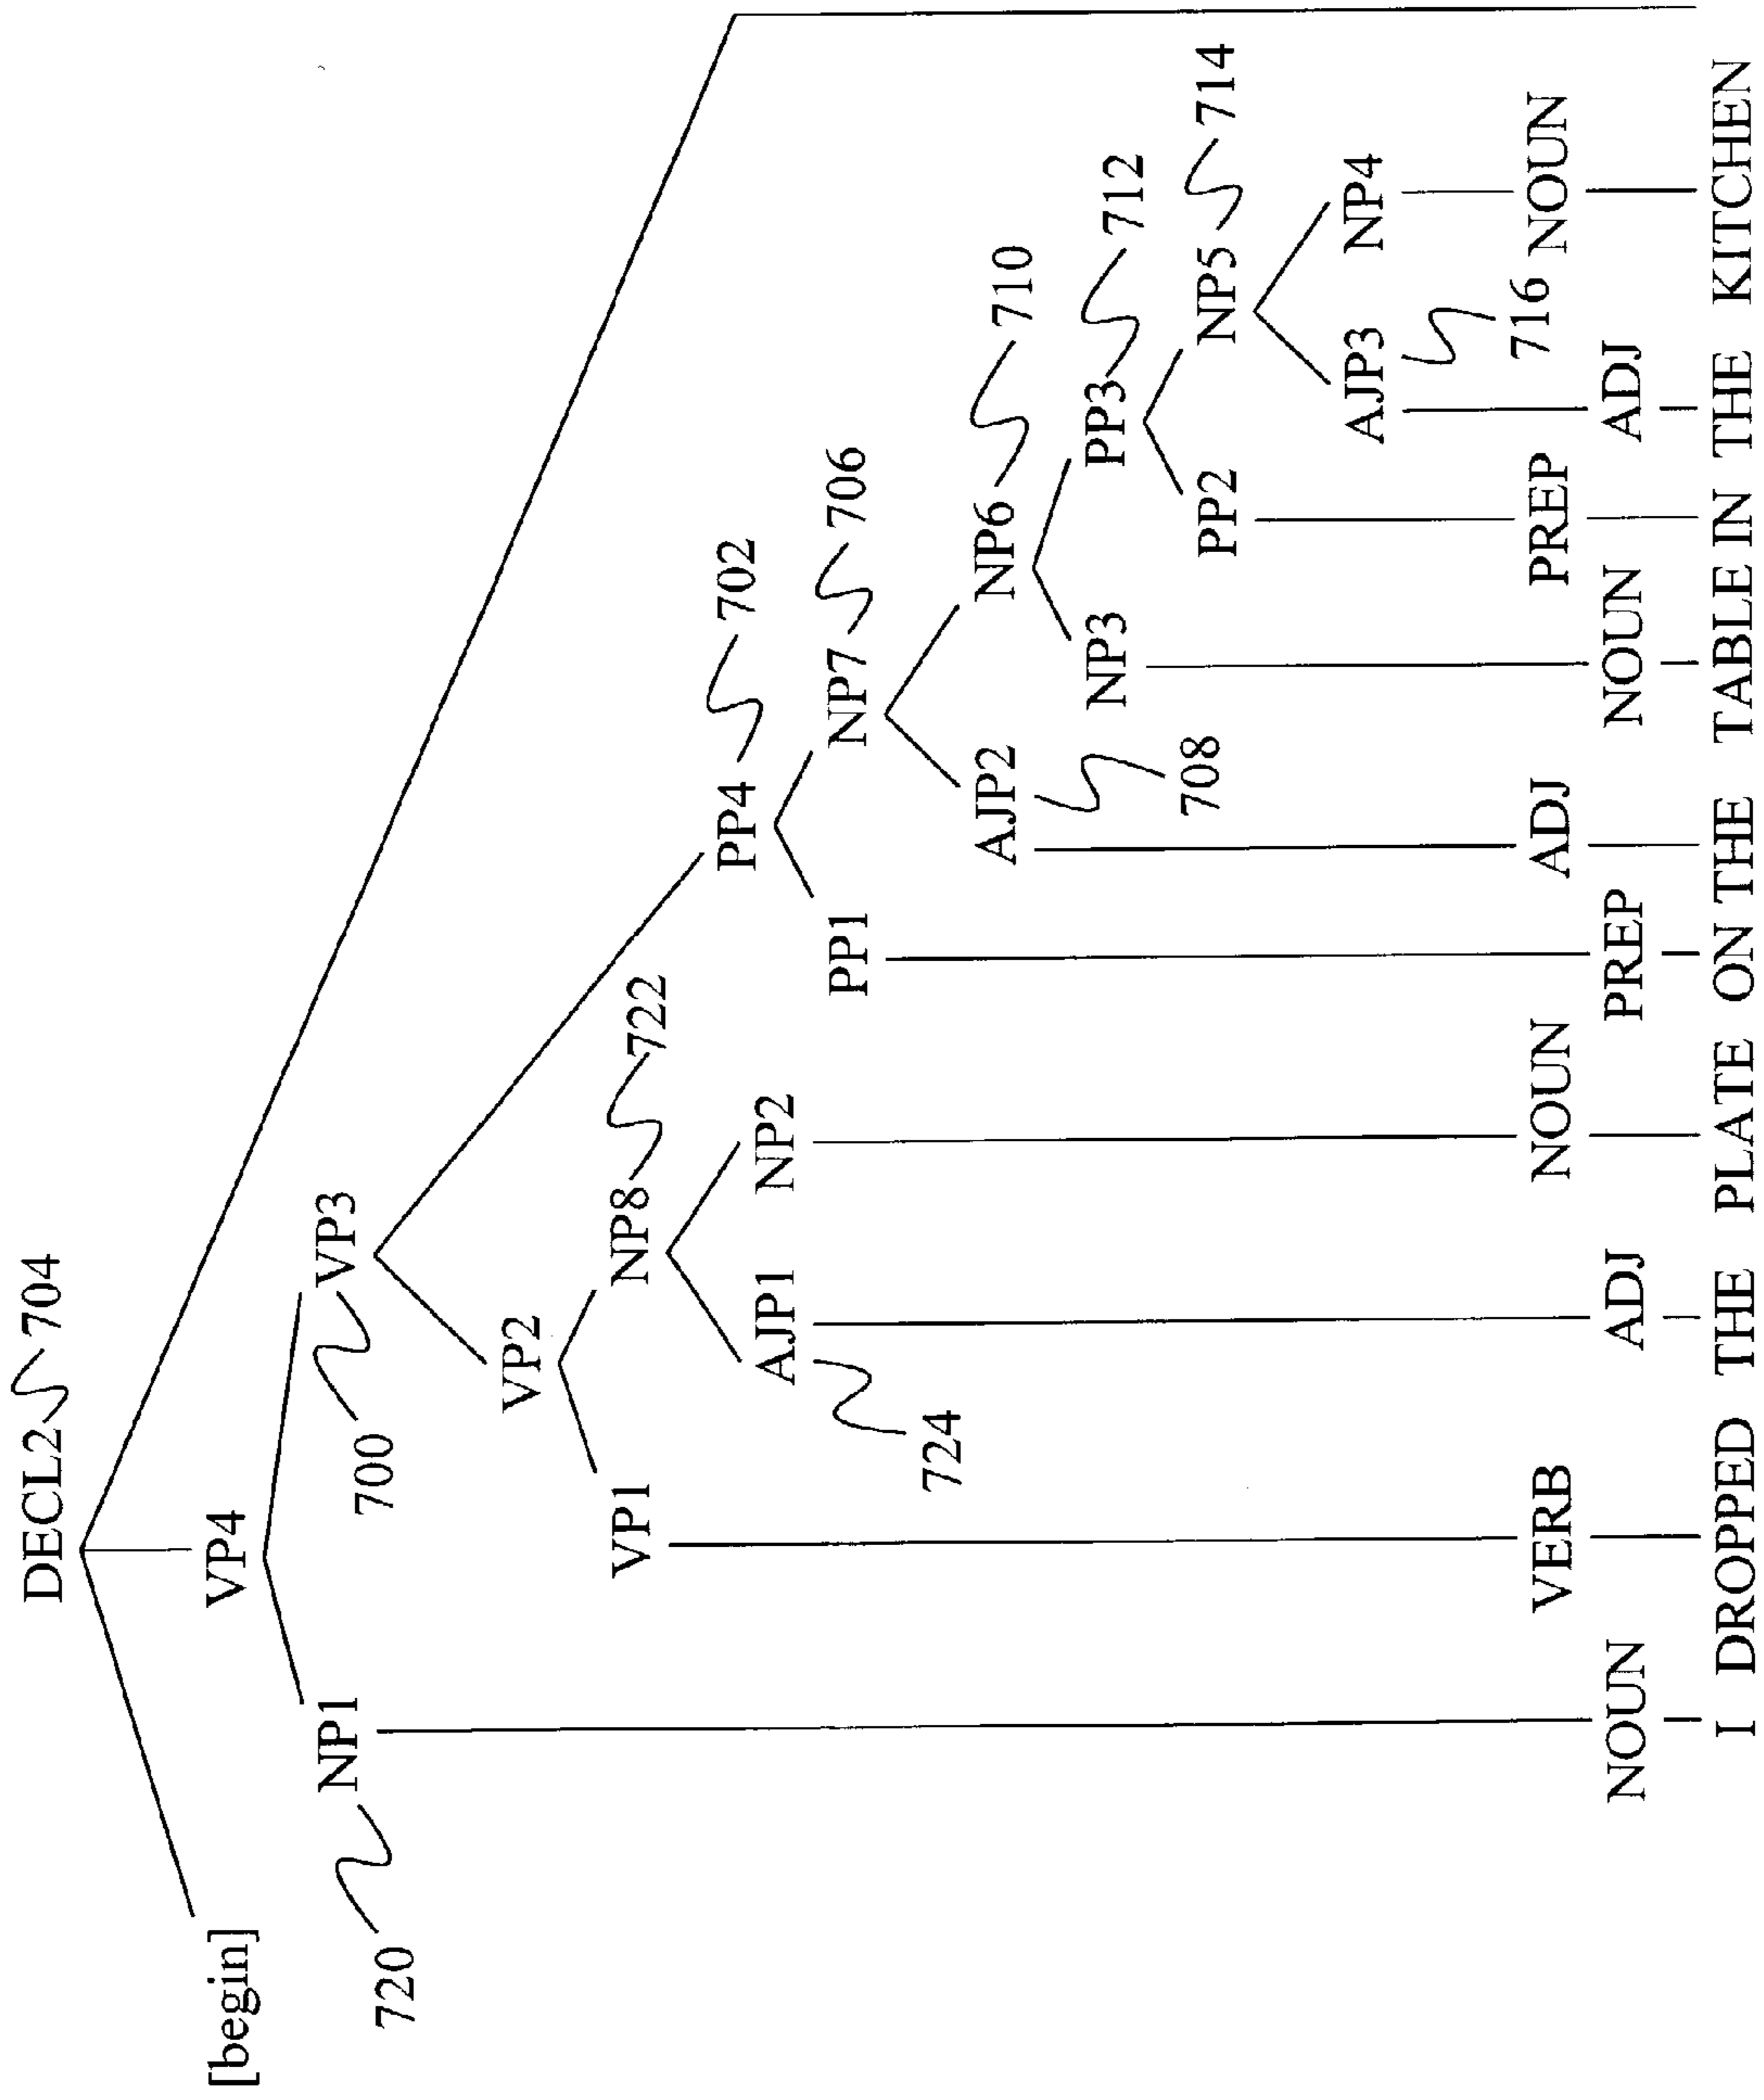 DECL2 704
[begin] VP4
NP1 VP3
720 700
VP2 PP4 702
VP1 NP8 722
AJP1 NP2 PP1 NP7 706
724 AJP2 NP6 710
NP3 PP3 712
708 PP2 NP5 714
AJP3 NP4
716
VERB NOUN ADJ PREP NOUN
NOUN ADJ PREP NOUN ADJ
I DROPPED THE PLATE ON THE TABLE IN THE KITCHEN